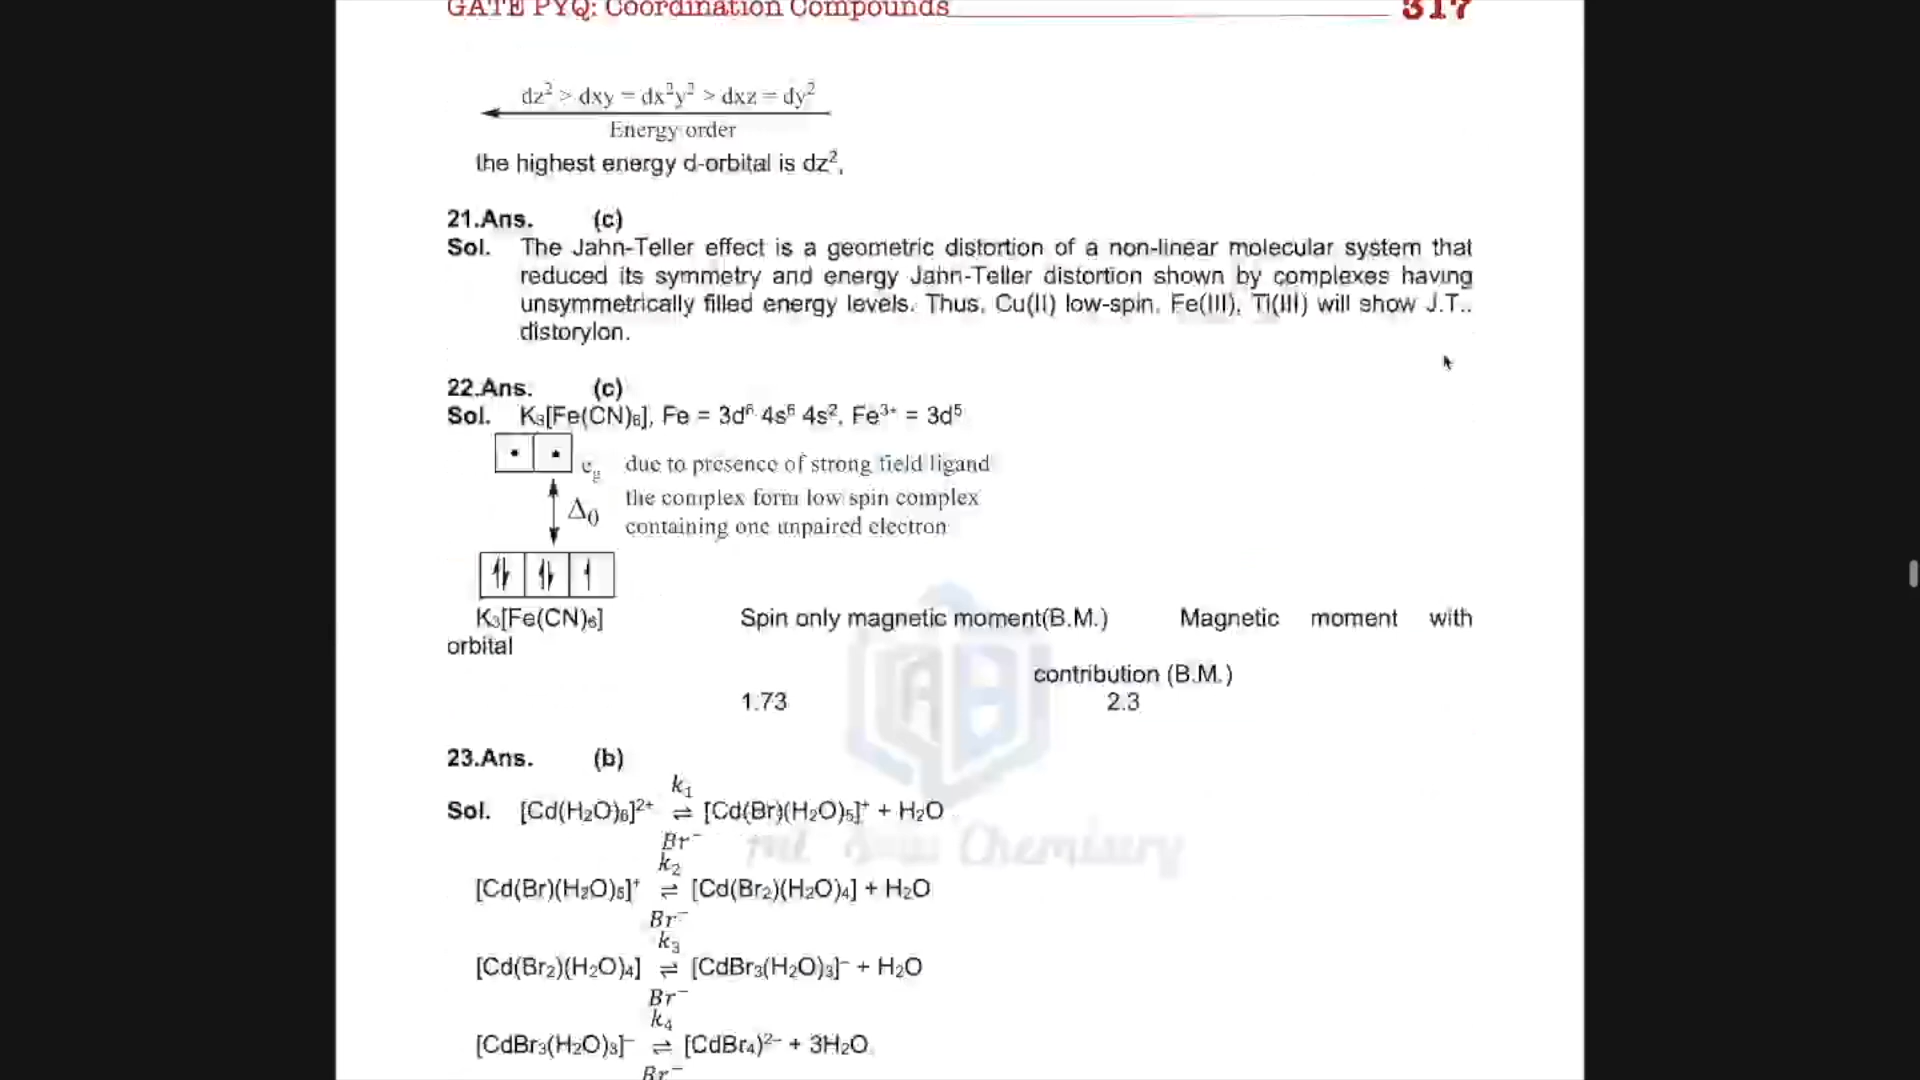 GATE PYQ: Coordination Compounds 317
dz² > dxy = dx²y² > dxz = dy²
Energy order
the highest energy d-orbital is dz²,
21.Ans. (c)
Sol. The Jahn-Teller effect is a geometric distortion of a non-linear molecular system that
reduced its symmetry and energy Jahn-Teller distortion shown by complexes having
unsymmetrically filled energy levels. Thus, Cu(II) low-spin, Fe(III), Ti(III) will show J.T..
distorylon.
22.Ans. (c)
Sol. K₃[Fe(CN)₆], Fe = 3d⁶ 4s⁶ 4s², Fe³⁺ = 3d⁵
e_g due to presence of strong field ligand
Δ₀ the complex form low spin complex
containing one unpaired electron
K₃[Fe(CN)₆] Spin only magnetic moment(B.M.) Magnetic moment with
orbital
contribution (B.M.)
1.73 2.3
23.Ans. (b)
k₁
Sol. [Cd(H₂O)₆]²⁺ ⇌ [Cd(Br)(H₂O)₅]⁺ + H₂O
Br⁻
k₂
[Cd(Br)(H₂O)₅]⁺ ⇌ [Cd(Br₂)(H₂O)₄] + H₂O
Br⁻
k₃
[Cd(Br₂)(H₂O)₄] ⇌ [CdBr₃(H₂O)₃]⁻ + H₂O
Br⁻
k₄
[CdBr₃(H₂O)₃]⁻ ⇌ [CdBr₄)²⁻ + 3H₂O
Br⁻
AB
Chemistry